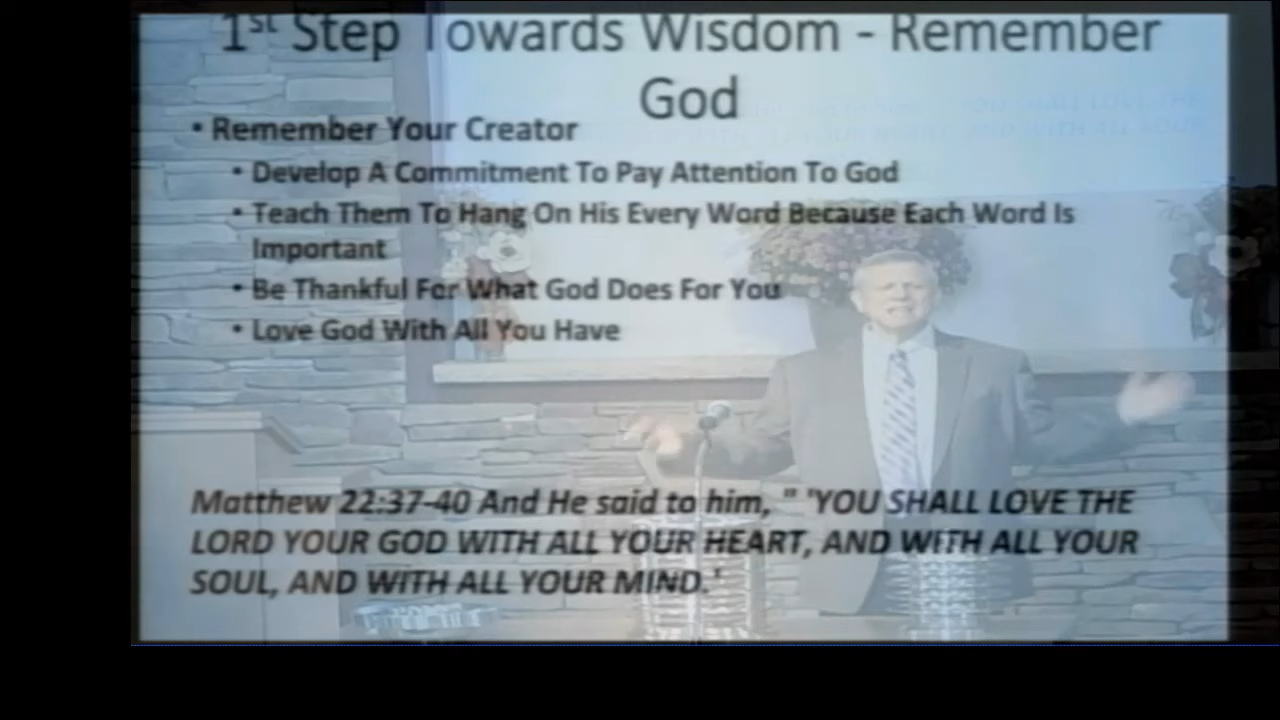 1st Step Towards Wisdom - Remember
God
• Remember Your Creator
• Develop A Commitment To Pay Attention To God
• Teach Them To Hang On His Every Word Because Each Word Is
Important
• Be Thankful For What God Does For You
• Love God With All You Have
Matthew 22:37-40 And He said to him, " 'YOU SHALL LOVE THE
LORD YOUR GOD WITH ALL YOUR HEART, AND WITH ALL YOUR
SOUL, AND WITH ALL YOUR MIND.'